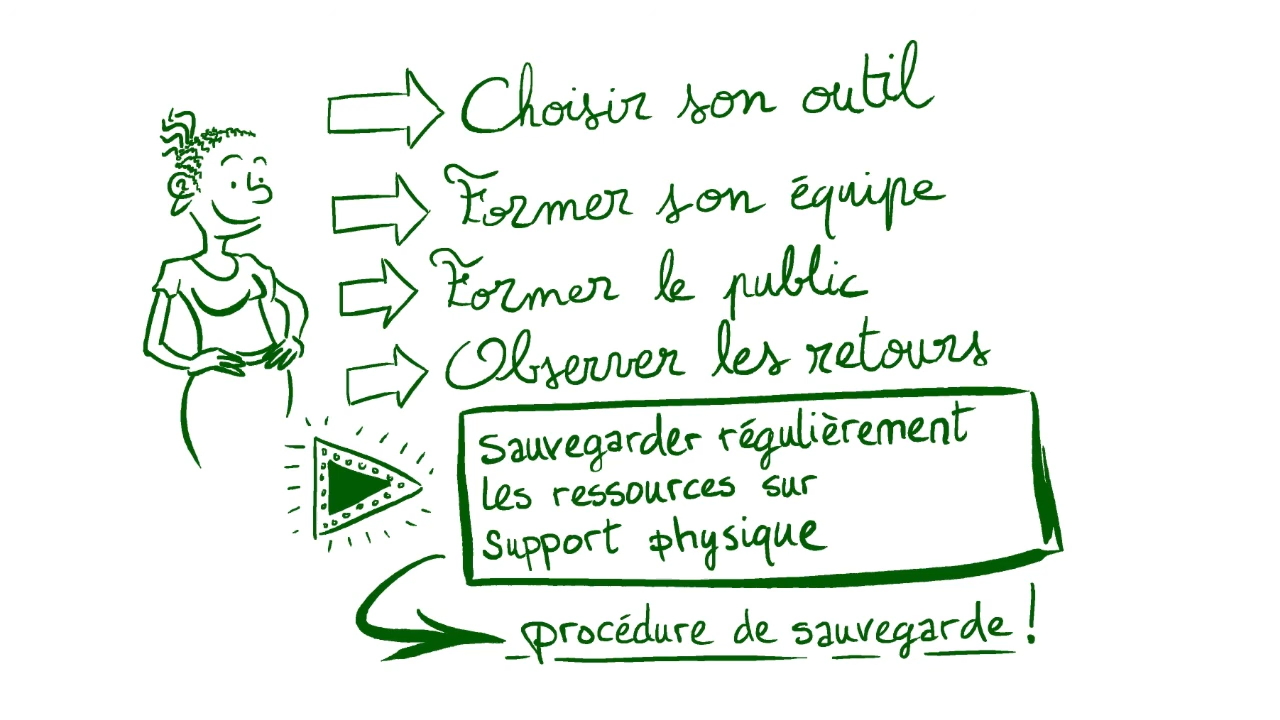 Choisir son outil
Former son équipe
Former le public
Observer les retours
Sauvegarder régulièrement
les ressources sur
support physique
procédure de sauvegarde !